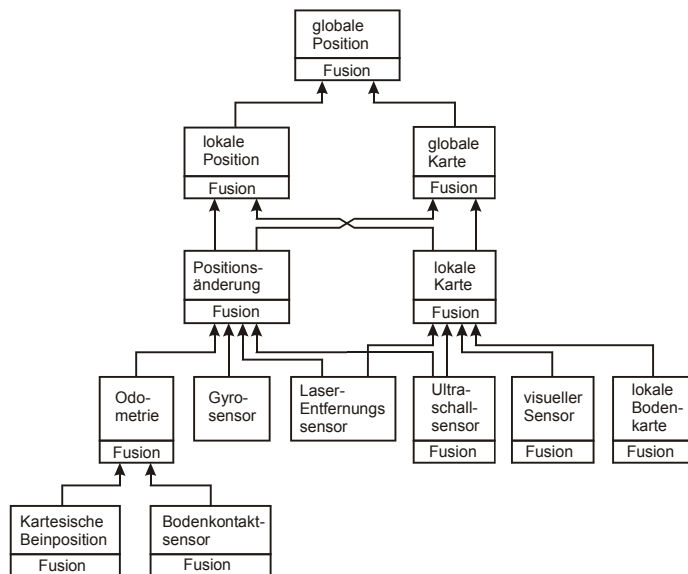 globale
Position
Fusion
lokale
Position
Fusion
globale
Karte
Fusion
Positions-
änderung
Fusion
lokale
Karte
Fusion
Odo-
metrie
Fusion
Gyro-
sensor
Laser-
Entfernungs
sensor
Ultra-
schall-
sensor
Fusion
visueller
Sensor
Fusion
lokale
Boden-
karte
Fusion
Kartesische
Beinposition
Fusion
Bodenkontakt-
sensor
Fusion